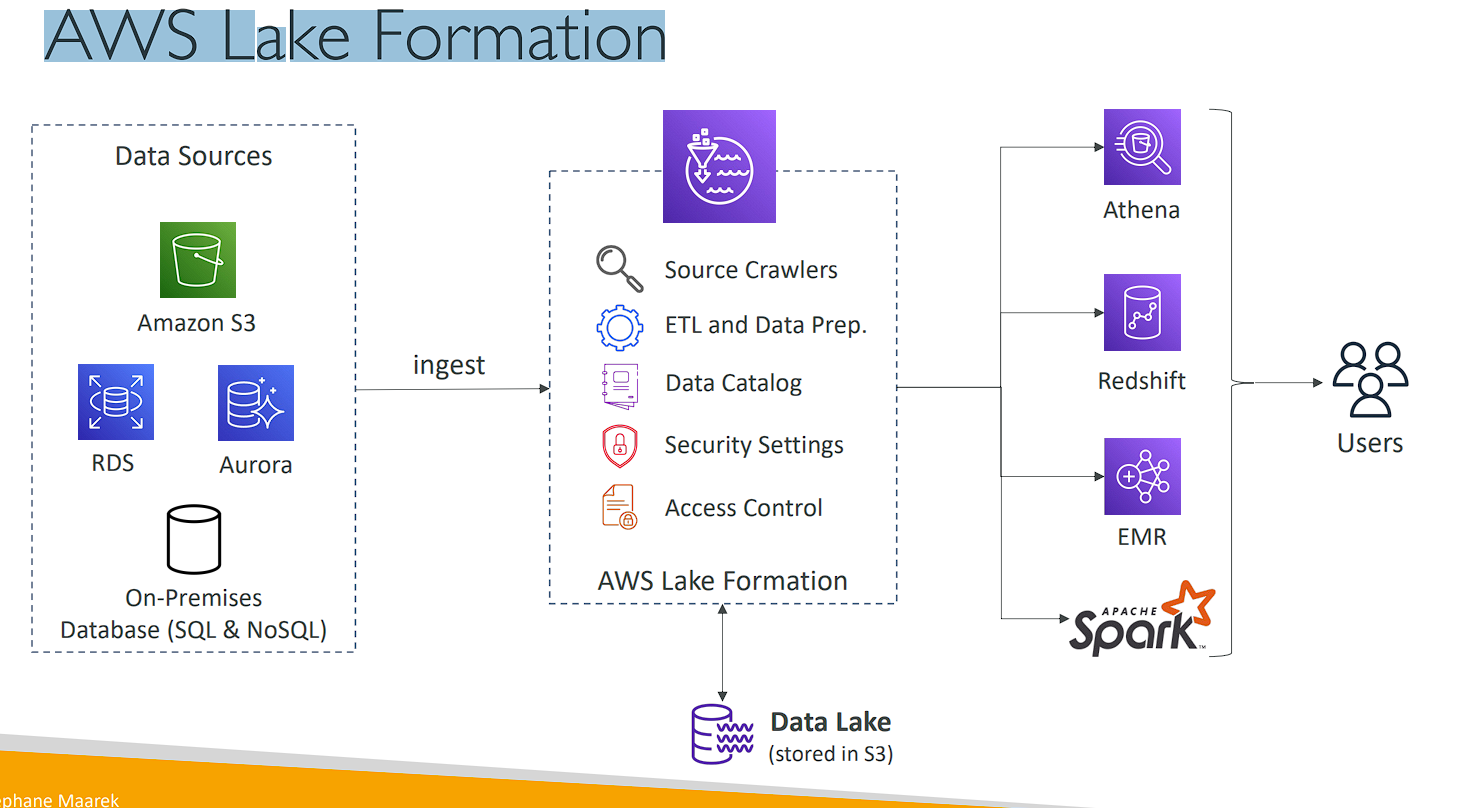 AWS Lake Formation
Data Sources
Amazon S3
RDS
Aurora
On-Premises
Database (SQL & NoSQL)
ingest
Source Crawlers
ETL and Data Prep.
Data Catalog
Security Settings
Access Control
AWS Lake Formation
Data Lake
(stored in S3)
Athena
Redshift
EMR
APACHE
Spark™
Users
ephane Maarek